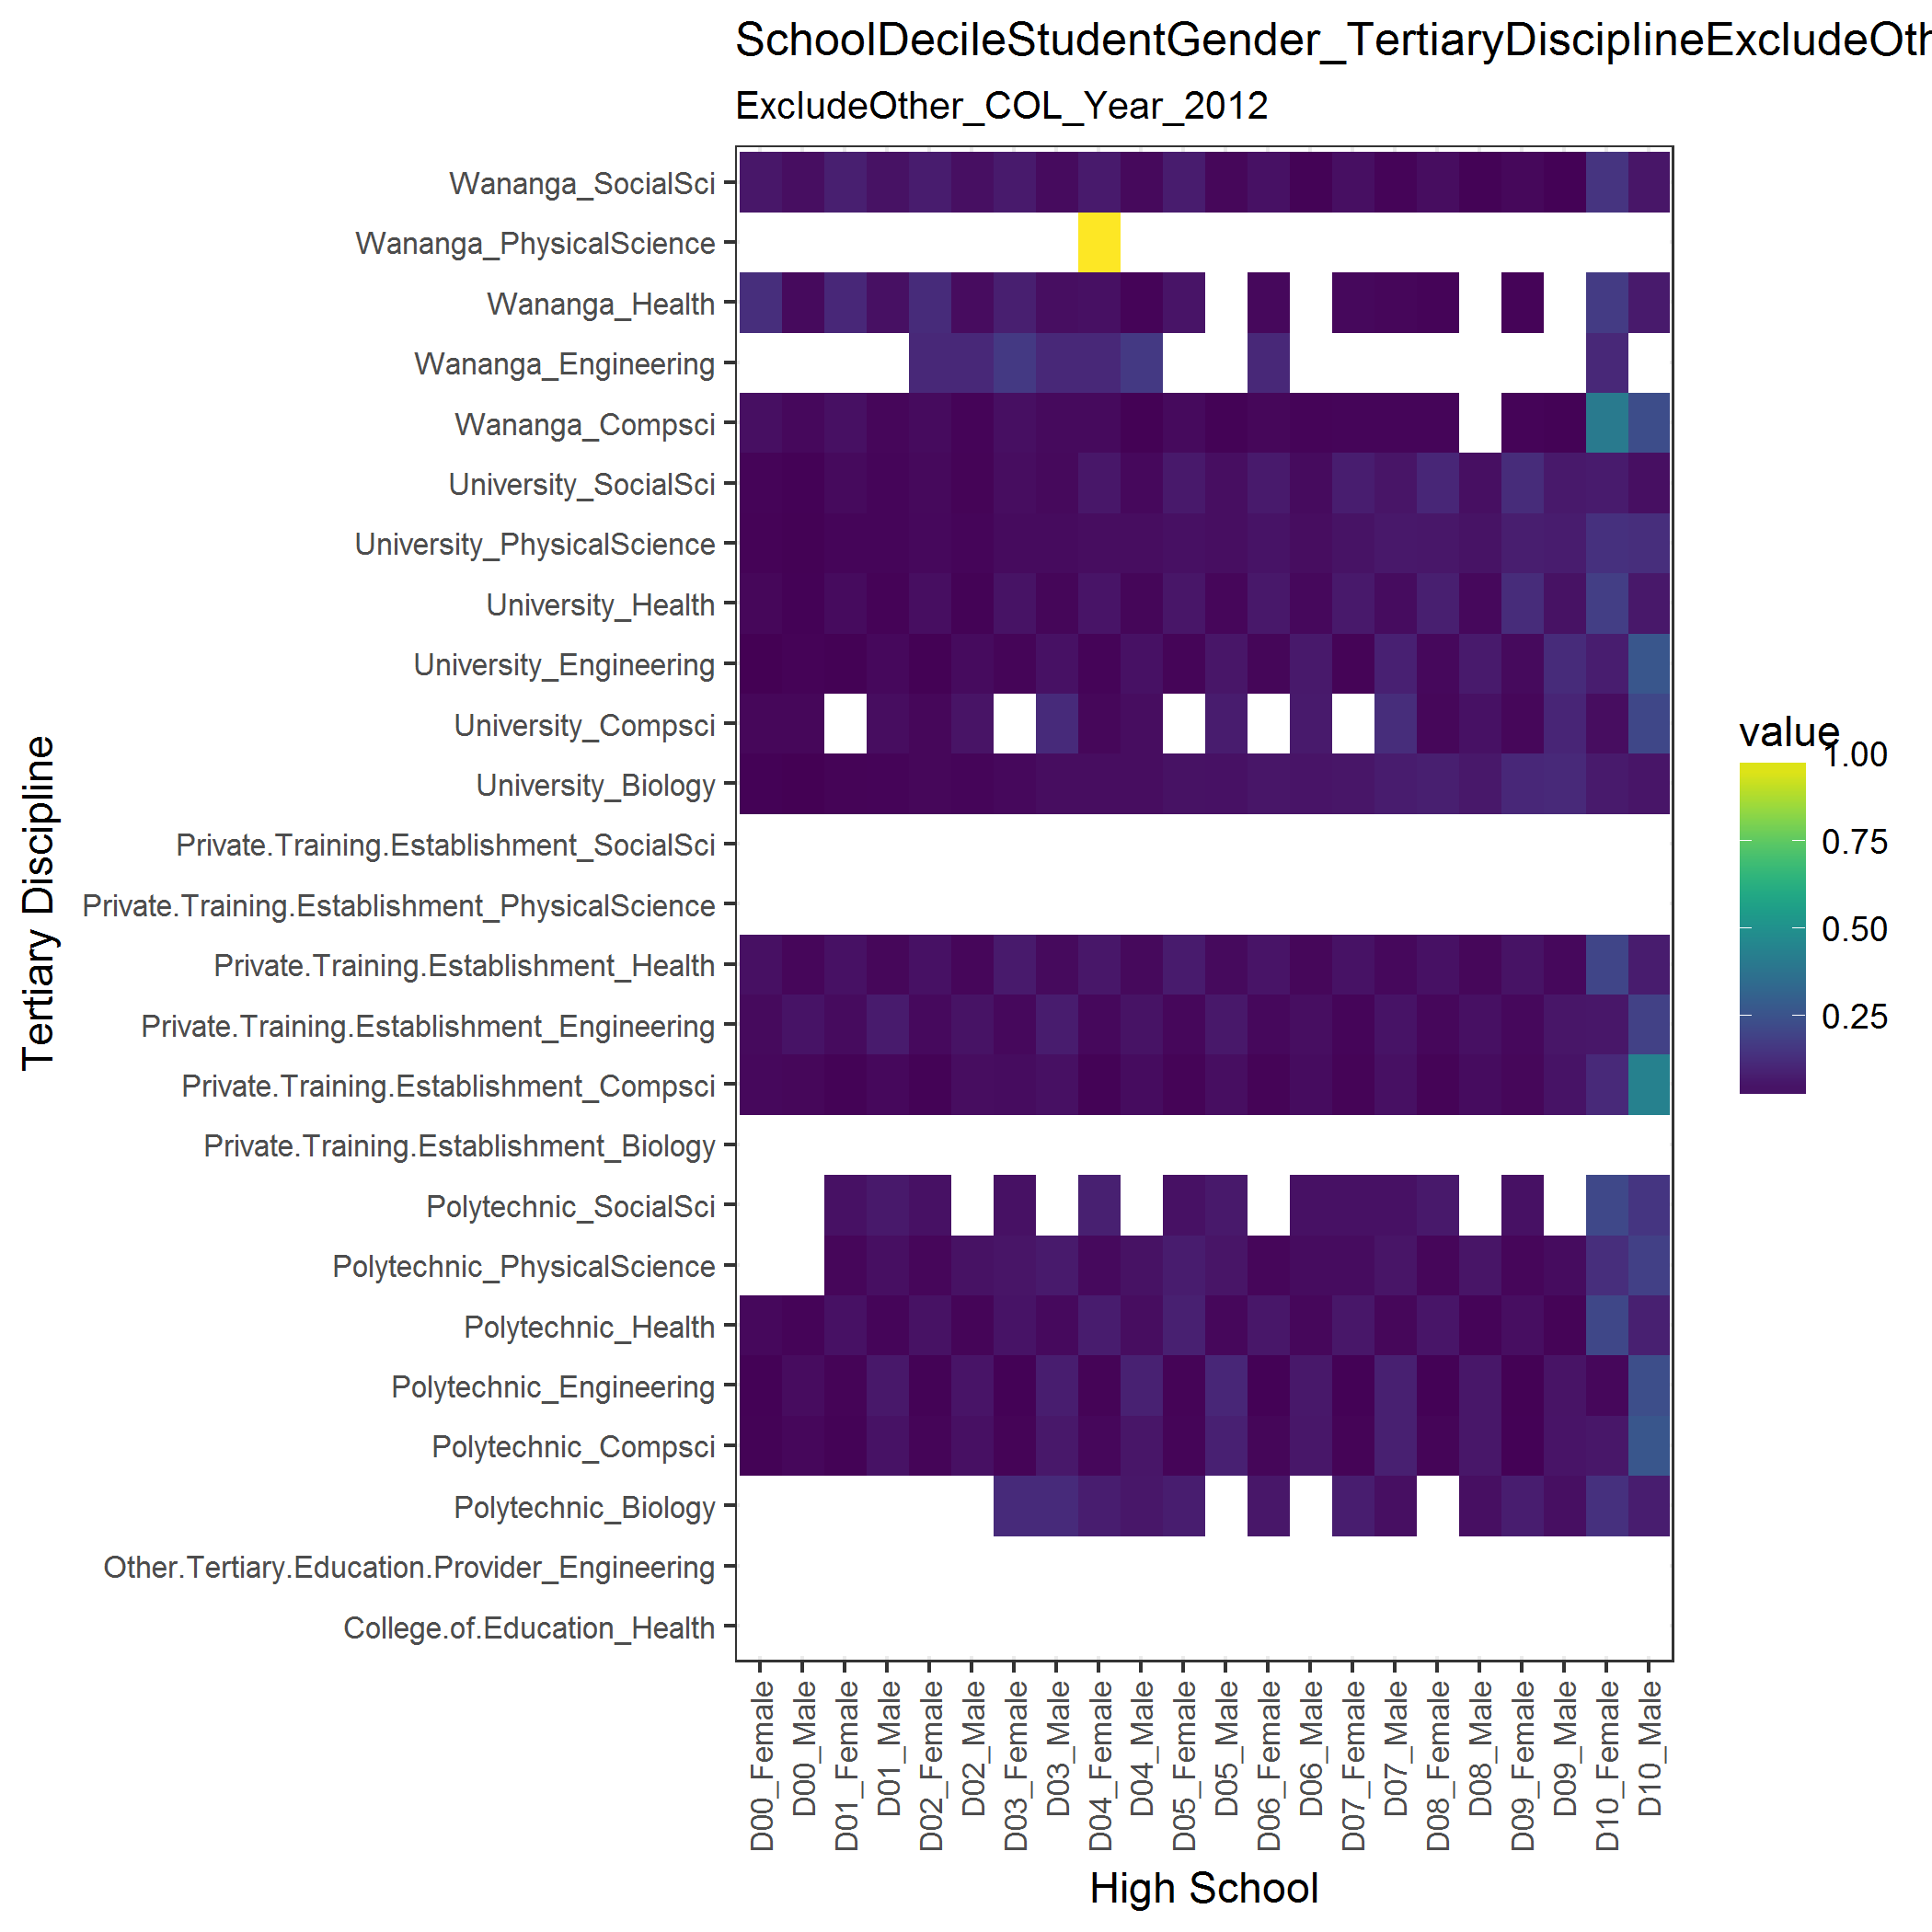 SchoolDecileStudentGender_TertiaryDisciplineExcludeOth
ExcludeOther_COL_Year_2012
Tertiary Discipline
Wananga_SocialSci
Wananga_PhysicalScience
Wananga_Health
Wananga_Engineering
Wananga_Compsci
University_SocialSci
University_PhysicalScience
University_Health
University_Engineering
University_Compsci
University_Biology
Private.Training.Establishment_SocialSci
Private.Training.Establishment_PhysicalScience
Private.Training.Establishment_Health
Private.Training.Establishment_Engineering
Private.Training.Establishment_Compsci
Private.Training.Establishment_Biology
Polytechnic_SocialSci
Polytechnic_PhysicalScience
Polytechnic_Health
Polytechnic_Engineering
Polytechnic_Compsci
Polytechnic_Biology
Other.Tertiary.Education.Provider_Engineering
College.of.Education_Health
D00_Female
D00_Male
D01_Female
D01_Male
D02_Female
D02_Male
D03_Female
D03_Male
D04_Female
D04_Male
D05_Female
D05_Male
D06_Female
D06_Male
D07_Female
D07_Male
D08_Female
D08_Male
D09_Female
D09_Male
D10_Female
D10_Male
High School
value
1.00
0.75
0.50
0.25